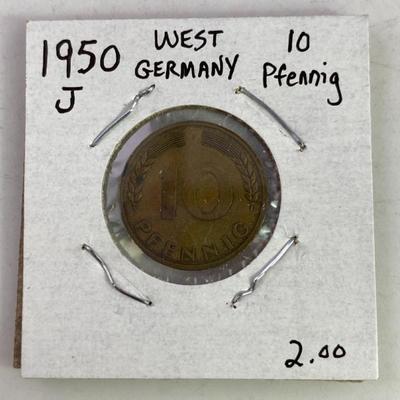 1950 WEST 10
J GERMANY Pfennig
10
PFENNIG
2.00